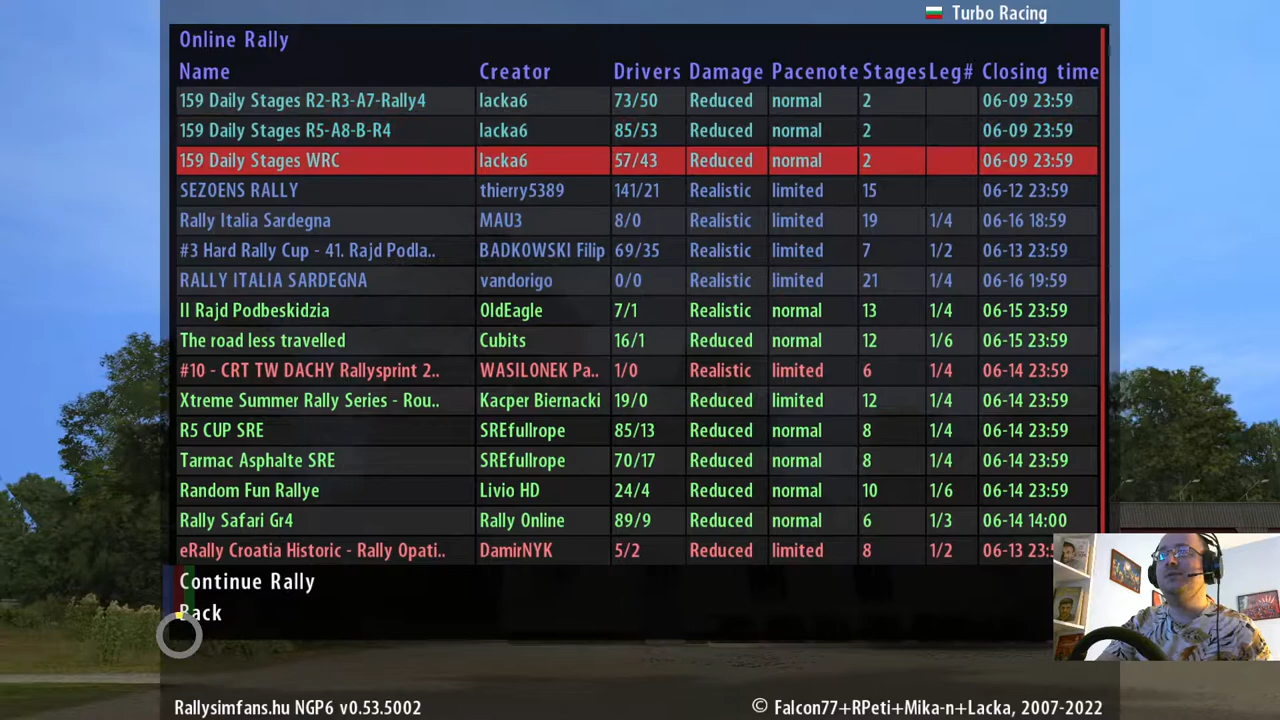 Turbo Racing
Online Rally
Name Creator Drivers Damage Pacenote Stages Leg# Closing time
159 Daily Stages R2-R3-A7-Rally4 lacka6 73/50 Reduced normal 2 06-09 23:59
159 Daily Stages R5-A8-B-R4 lacka6 85/53 Reduced normal 2 06-09 23:59
159 Daily Stages WRC lacka6 57/43 Reduced normal 2 06-09 23:59
SEZOENS RALLY thierry5389 141/21 Realistic limited 15 06-12 23:59
Rally Italia Sardegna MAU3 8/0 Realistic limited 19 1/4 06-16 18:59
#3 Hard Rally Cup - 41. Rajd Podla.. BADKOWSKI Filip 69/35 Realistic limited 7 1/2 06-13 23:59
RALLY ITALIA SARDEGNA vandorigo 0/0 Realistic limited 21 1/4 06-16 19:59
II Rajd Podbeskidzia OldEagle 7/1 Realistic normal 13 1/4 06-15 23:59
The road less travelled Cubits 16/1 Reduced normal 12 1/6 06-15 23:59
#10 - CRT TW DACHY Rallysprint 2.. WASILONEK Pa.. 1/0 Realistic limited 6 1/4 06-14 23:59
Xtreme Summer Rally Series - Rou.. Kacper Biernacki 19/0 Reduced limited 12 1/4 06-14 23:59
R5 CUP SRE SREfullrope 85/13 Reduced normal 8 1/4 06-14 23:59
Tarmac Asphalte SRE SREfullrope 70/17 Reduced normal 8 1/4 06-14 23:59
Random Fun Rallye Livio HD 24/4 Reduced normal 10 1/6 06-14 23:59
Rally Safari Gr4 Rally Online 89/9 Reduced normal 6 1/3 06-14 14:00
eRally Croatia Historic - Rally Opati.. DamirNYK 5/2 Reduced limited 8 1/2 06-13
Continue Rally
Back
Rallysimfans.hu NGP6 v0.53.5002 © Falcon77+RPeti+Mika-n+Lacka, 2007-2022